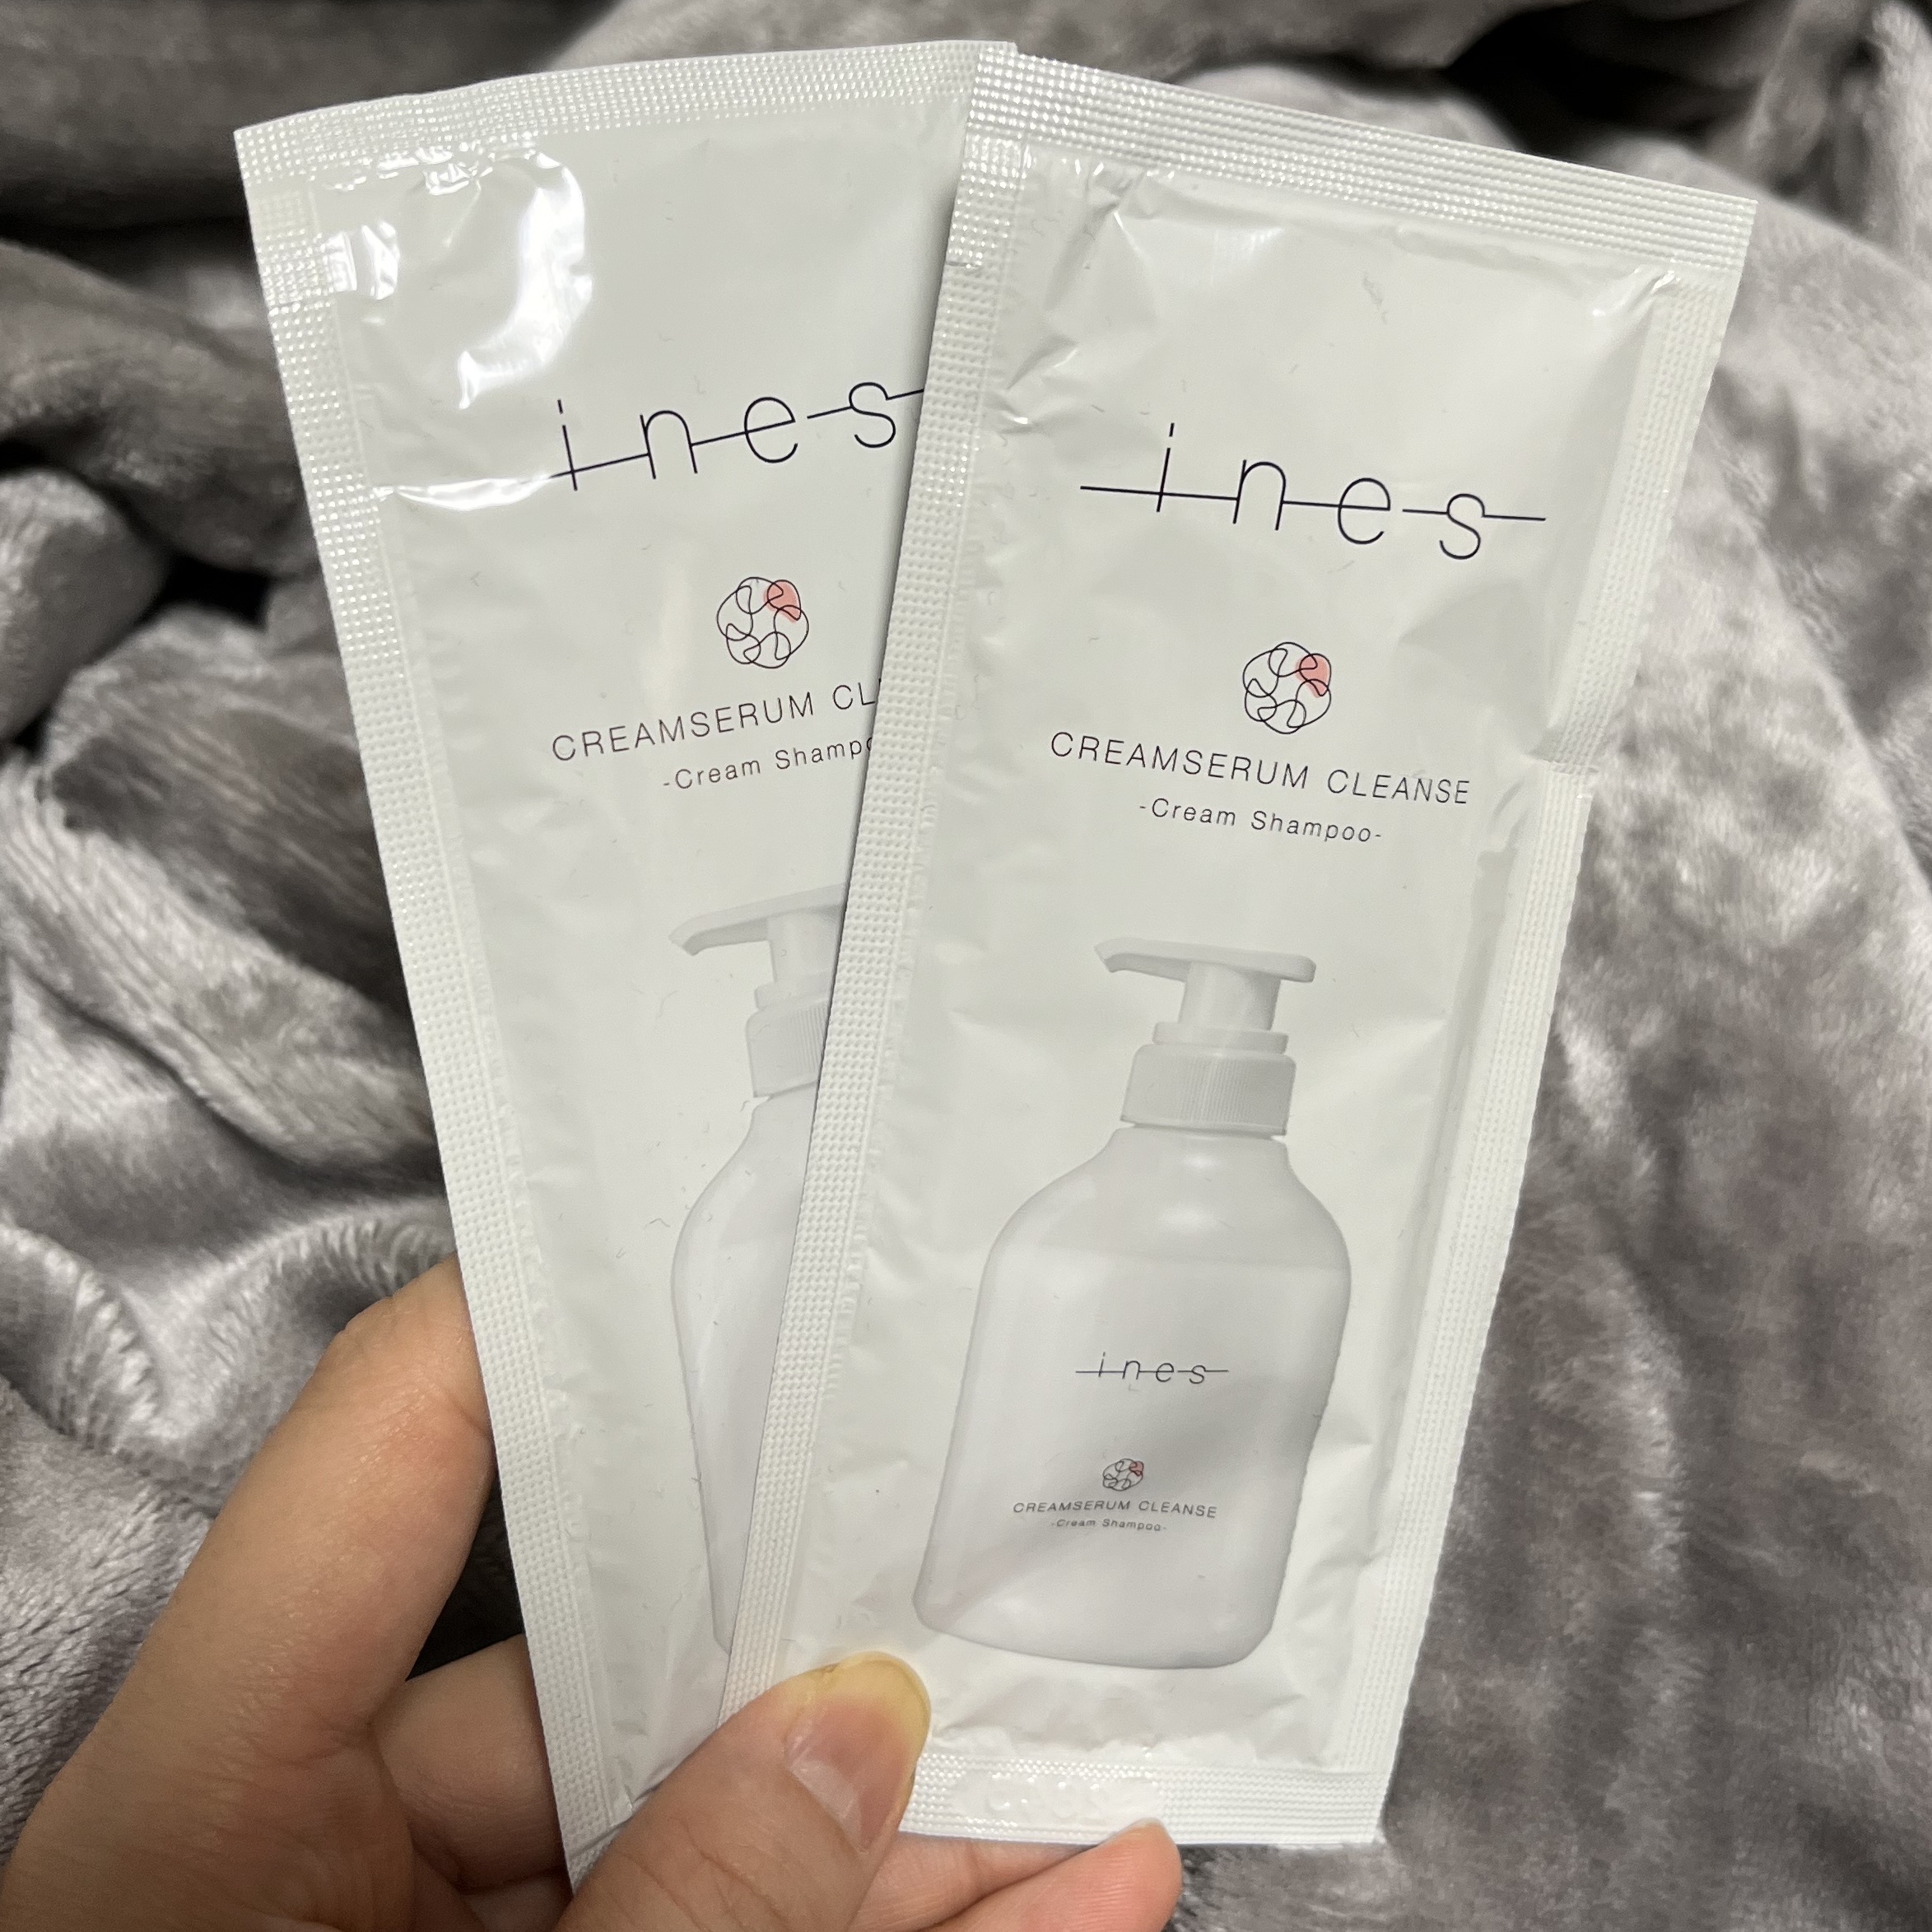 ines
CREAMSERUM CL
-Cream Shampo
ines
CREAMSERUM CLEANSE
-Cream Shampoo-
ines
CREAMSERUM CLEANSE
-Cream Shampoo-